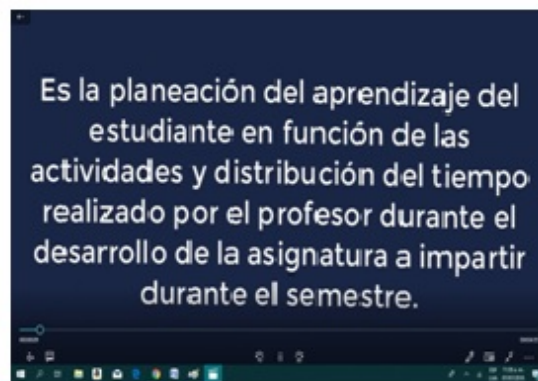 Es la planeación del aprendizaje del
estudiante en función de las
actividades y distribución del tiempo
realizado por el profesor durante el
desarrollo de la asignatura a impartir
durante el semestre.